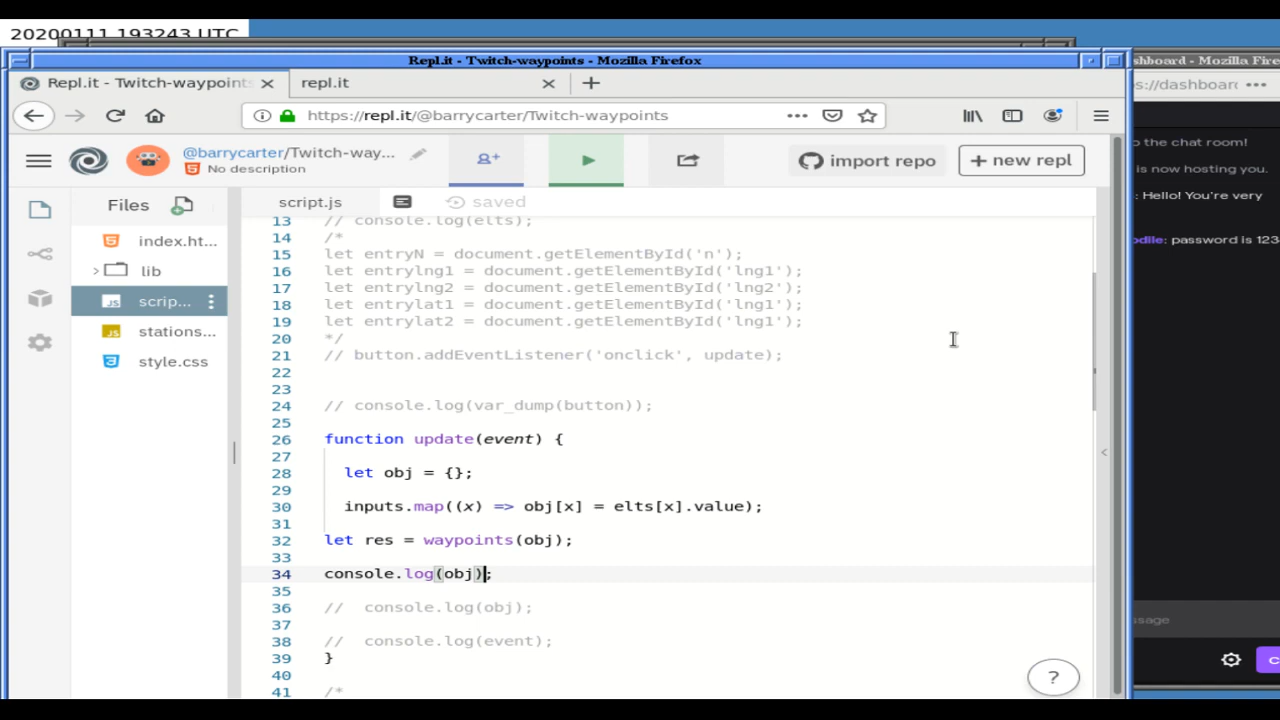 20200111.193243 UTC
Repl.it - Twitch-waypoints - Mozilla Firefox
shboard - Mozilla Fire
Repl.it - Twitch-waypoint
repl.it
s://dashboar
https://repl.it/@barrycarter/Twitch-waypoints
@barrycarter/Twitch-way...
No description
import repo
+ new repl
o the chat room!
is now hosting you.
: Hello! You're very
odlle: password is 123
Files
script.js
saved
index.ht...
lib
scrip...
stations...
style.css
13 // console.log(elts);
14 /*
15 let entryN = document.getElementById('n');
16 let entrylng1 = document.getElementById('lng1');
17 let entrylng2 = document.getElementById('lng2');
18 let entrylat1 = document.getElementById('lng1');
19 let entrylat2 = document.getElementById('lng1');
20 */
21 // button.addEventListener('onclick', update);
22
23
24 // console.log(var_dump(button));
25
26 function update(event) {
27
28 let obj = {};
29
30 inputs.map((x) => obj[x] = elts[x].value);
31
32 let res = waypoints(obj);
33
34 console.log(obj);
35
36 // console.log(obj);
37
38 // console.log(event);
39 }
40
41 /*
ssage
?